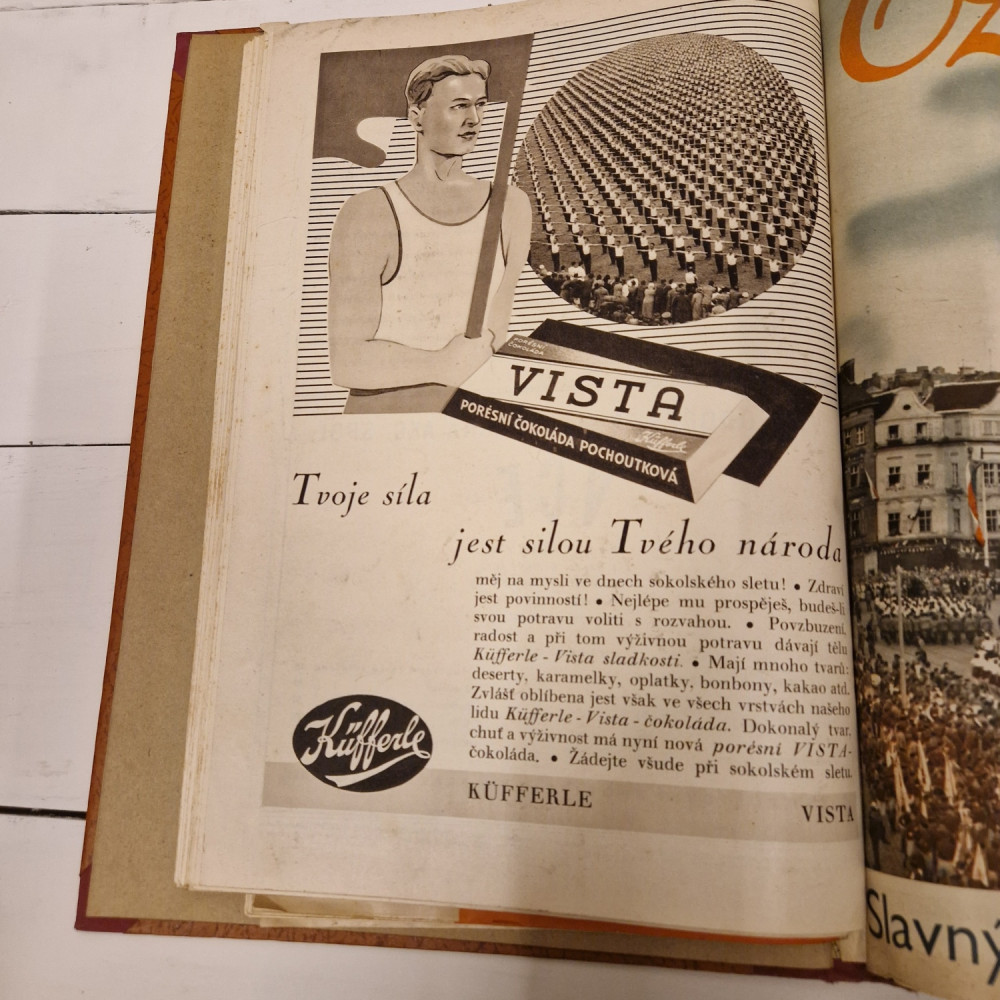 PORÉSNÍ
ČOKOLÁDA
VISTA
Küfferle
PORÉSNÍ ČOKOLÁDA POCHOUTKOVÁ
Tvoje síla
jest silou Tvého národa
měj na mysli ve dnech sokolského sletu! • Zdraví
jest povinností! • Nejlépe mu prospěješ, budeš-li
svou potravu voliti s rozvahou. • Povzbuzení,
radost a při tom výživnou potravu dávají tělu
Küfferle - Vista sladkosti. • Mají mnoho tvarů:
deserty, karamelky, oplatky, bonbony, kakao atd.
Zvlášť oblíbena jest však ve všech vrstvách našeho
lidu Küfferle - Vista - čokoláda. Dokonalý tvar,
chuť a výživnost má nyní nová porésní VISTA-
čokoláda. • Žádejte všude při sokolském sletu
Küfferle
KÜFFERLE
VISTA
Oz
Slavný